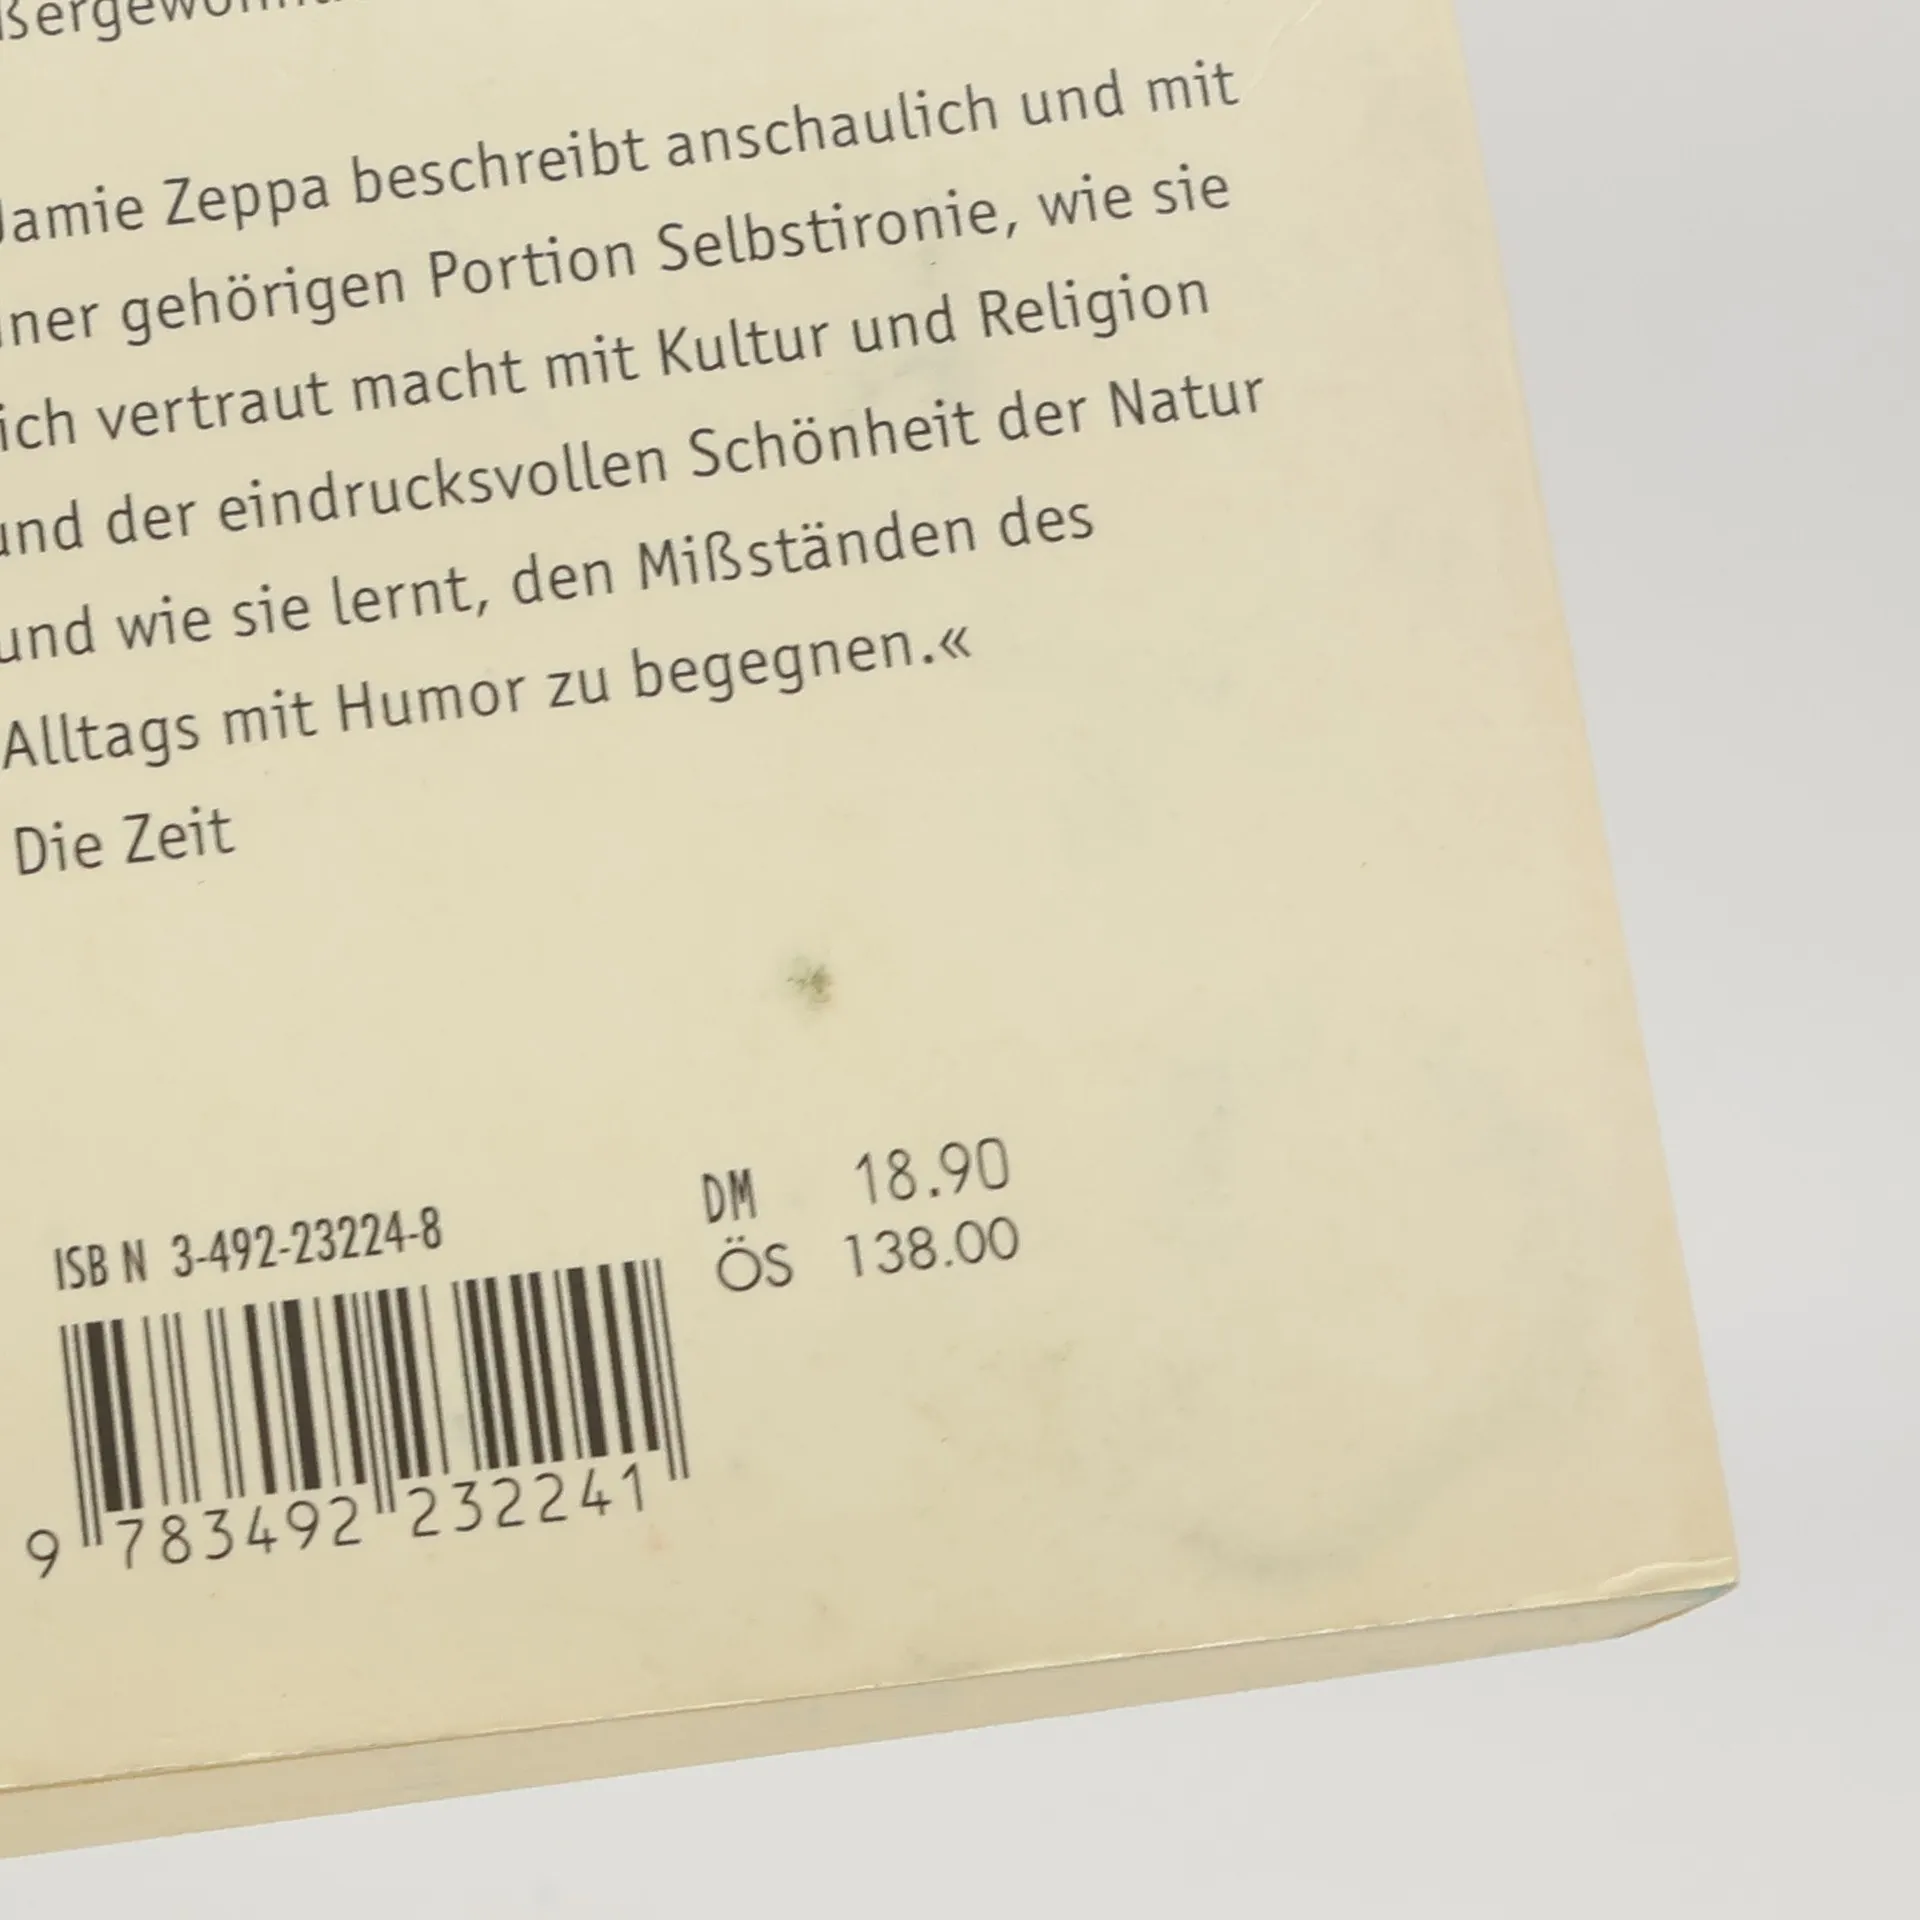 Jamie Zeppa beschreibt anschaulich und mit
gehörigen Portion Selbstironie, wie sie
vertraut macht mit Kultur und Religion
und der eindrucksvollen Schönheit der Natur
und wie sie lernt, den Mißständen des
Alltags mit Humor zu begegnen.«
Die Zeit
DM 18.90
ÖS 138.00
ISBN 3-492-23224-8
9 783492 232241